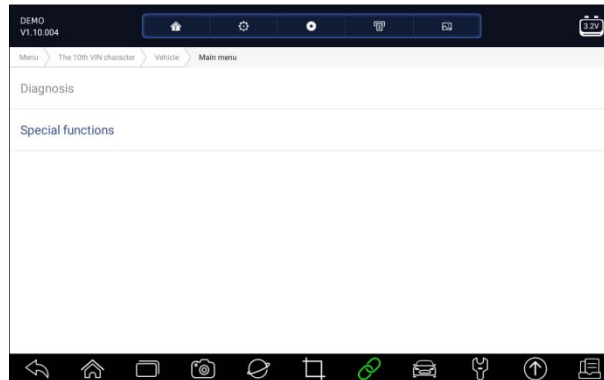 DEMO
V1.10.004
3.2V
Menu
The 10th VIN character
Vehicle
Main menu
Diagnosis
Special functions